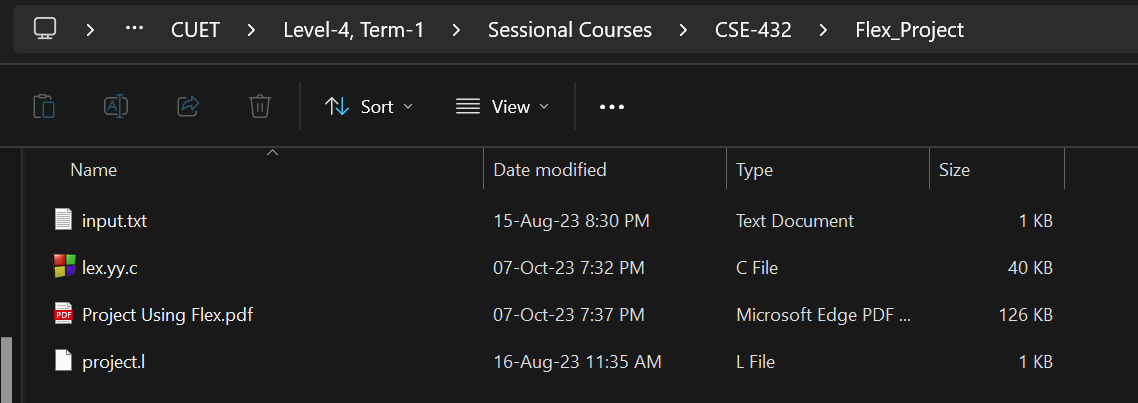 ··· CUET Level-4, Term-1 Sessional Courses CSE-432 Flex_Project
Sort View ···
Name Date modified Type Size
input.txt 15-Aug-23 8:30 PM Text Document 1 KB
lex.yy.c 07-Oct-23 7:32 PM C File 40 KB
PDF Project Using Flex.pdf 07-Oct-23 7:37 PM Microsoft Edge PDF ... 126 KB
project.l 16-Aug-23 11:35 AM L File 1 KB